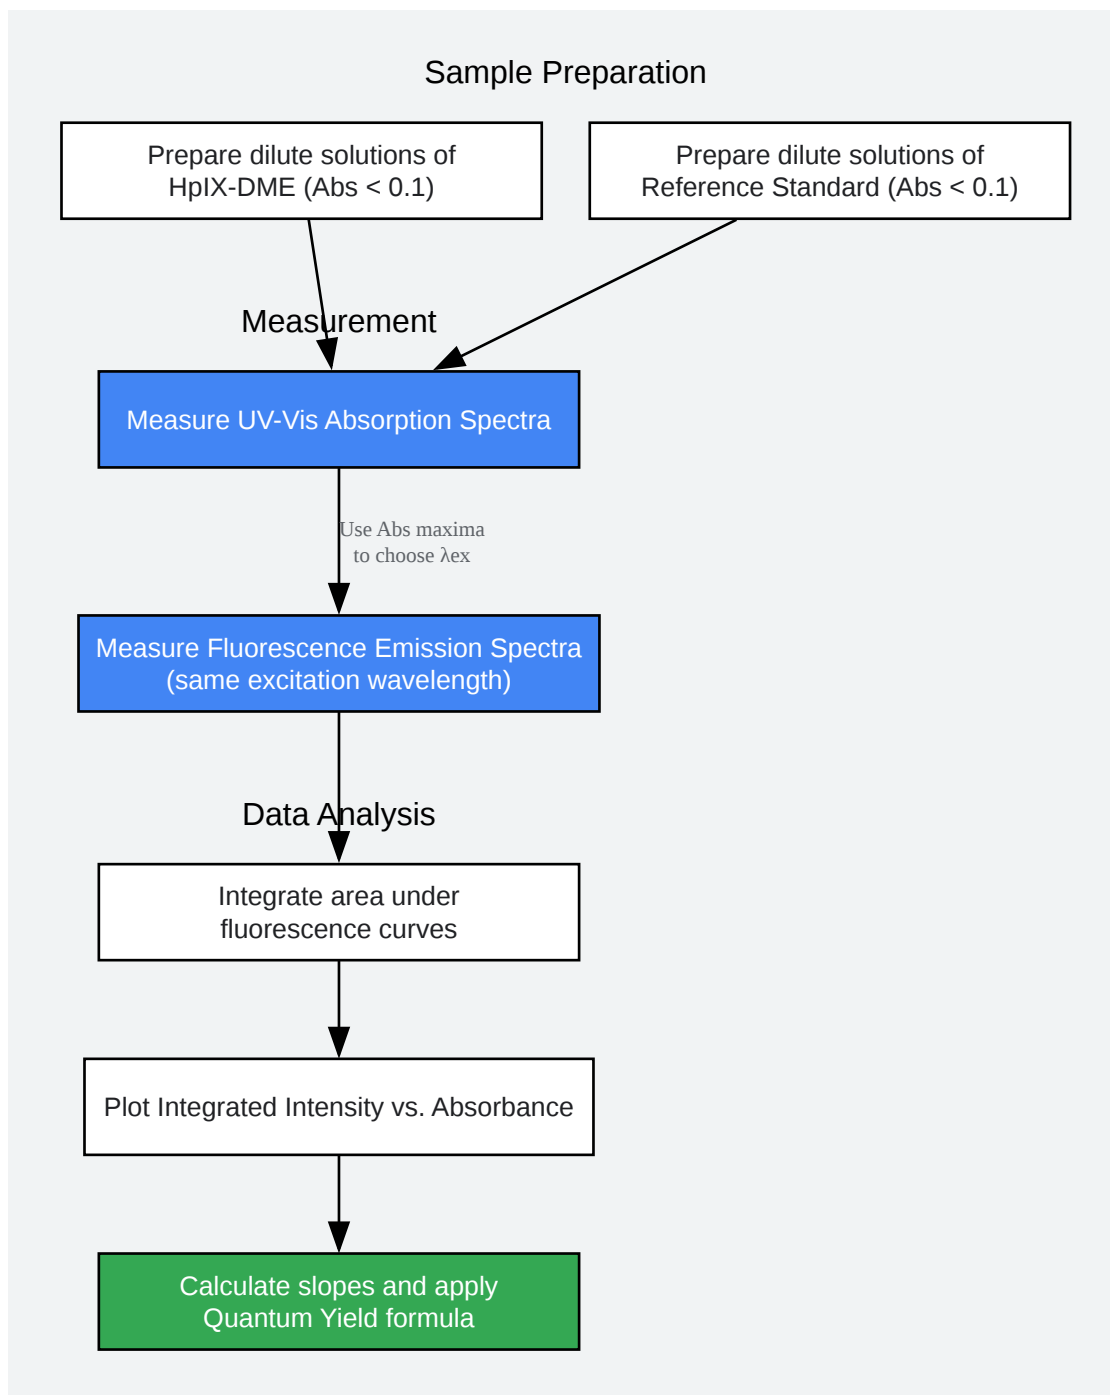 Sample Preparation
Prepare dilute solutions of
HpIX-DME (Abs < 0.1)
Prepare dilute solutions of
Reference Standard (Abs < 0.1)
Measurement
Measure UV-Vis Absorption Spectra
Use Abs maxima
to choose λex
Measure Fluorescence Emission Spectra
(same excitation wavelength)
Data Analysis
Integrate area under
fluorescence curves
Plot Integrated Intensity vs. Absorbance
Calculate slopes and apply
Quantum Yield formula